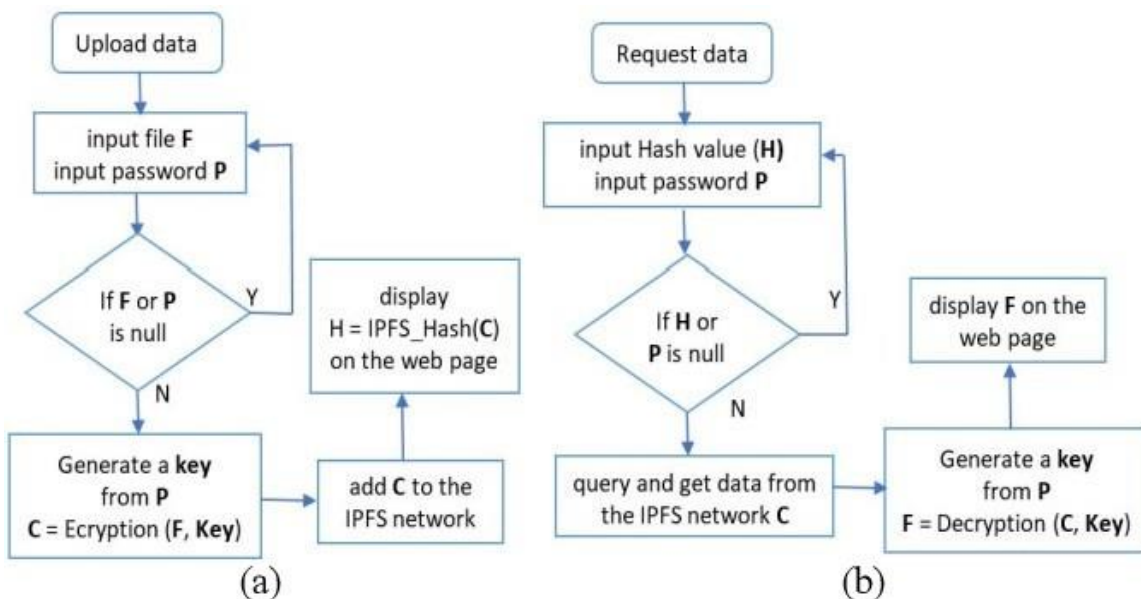 Upload data
input file F
input password P
If F or P
is null
Y
N
Generate a key
from P
C = Ecryption (F, Key)
add C to the
IPFS network
display
H = IPFS_Hash(C)
on the web page
(a)
Request data
input Hash value (H)
input password P
If H or
P is null
Y
N
query and get data from
the IPFS network C
Generate a key
from P
F = Decryption (C, Key)
display F on the
web page
(b)